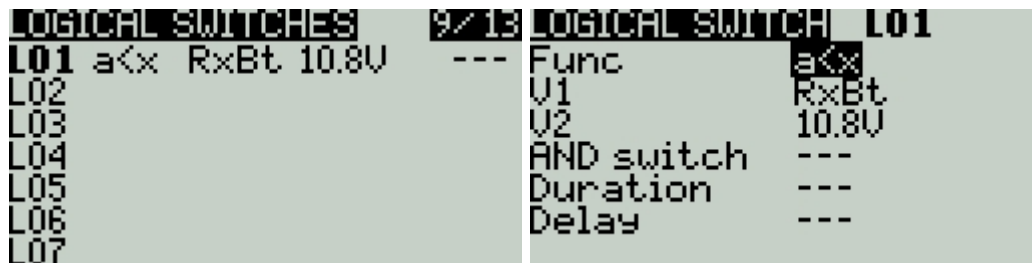 LOGICAL SWITCHES 9/13
L01 a<x RxBt 10.8V ---
L02
L03
L04
L05
L06
L07
LOGICAL SWITCH L01
Func a<x
V1 RxBt
V2 10.8V
AND switch ---
Duration ---
Delay ---